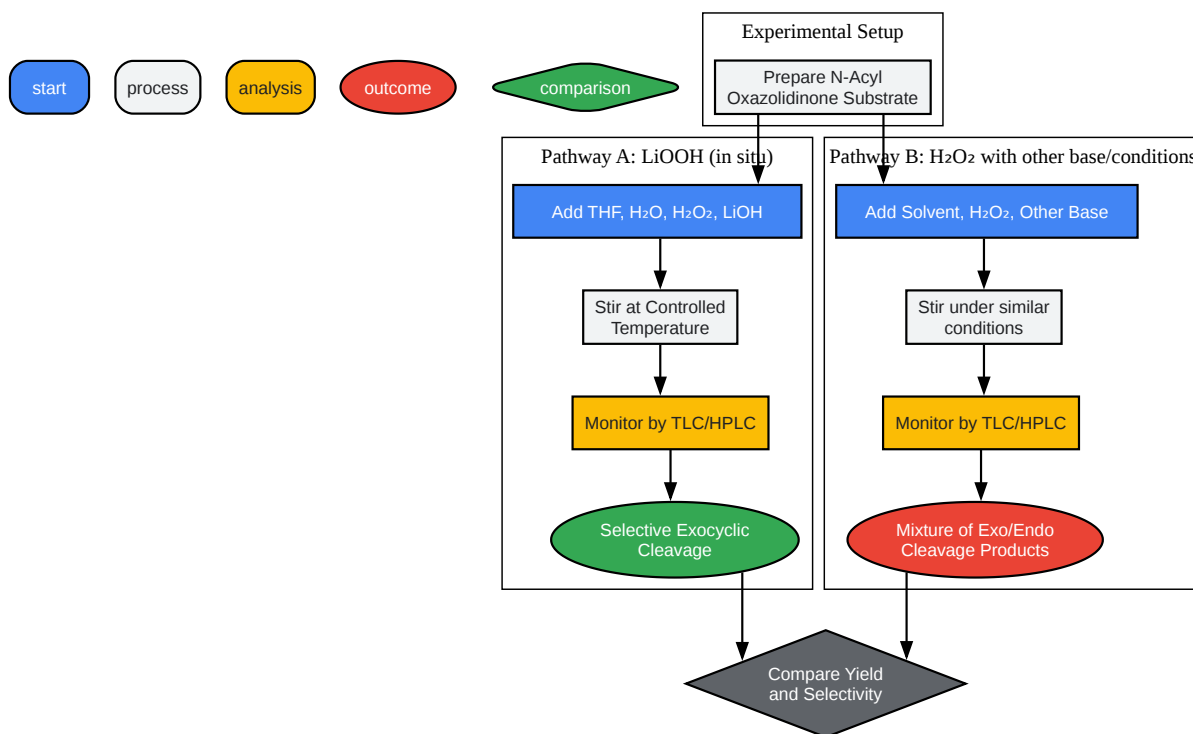 Experimental Setup
start
process
analysis
outcome
comparison
Prepare N-Acyl
Oxazolidinone Substrate
Pathway A: LiOOH (in situ)
Pathway B: H₂O₂ with other base/conditions
Add THF, H₂O, H₂O₂, LiOH
Add Solvent, H₂O₂, Other Base
Stir at Controlled
Temperature
Stir under similar
conditions
Monitor by TLC/HPLC
Monitor by TLC/HPLC
Selective Exocyclic
Cleavage
Mixture of Exo/Endo
Cleavage Products
Compare Yield
and Selectivity